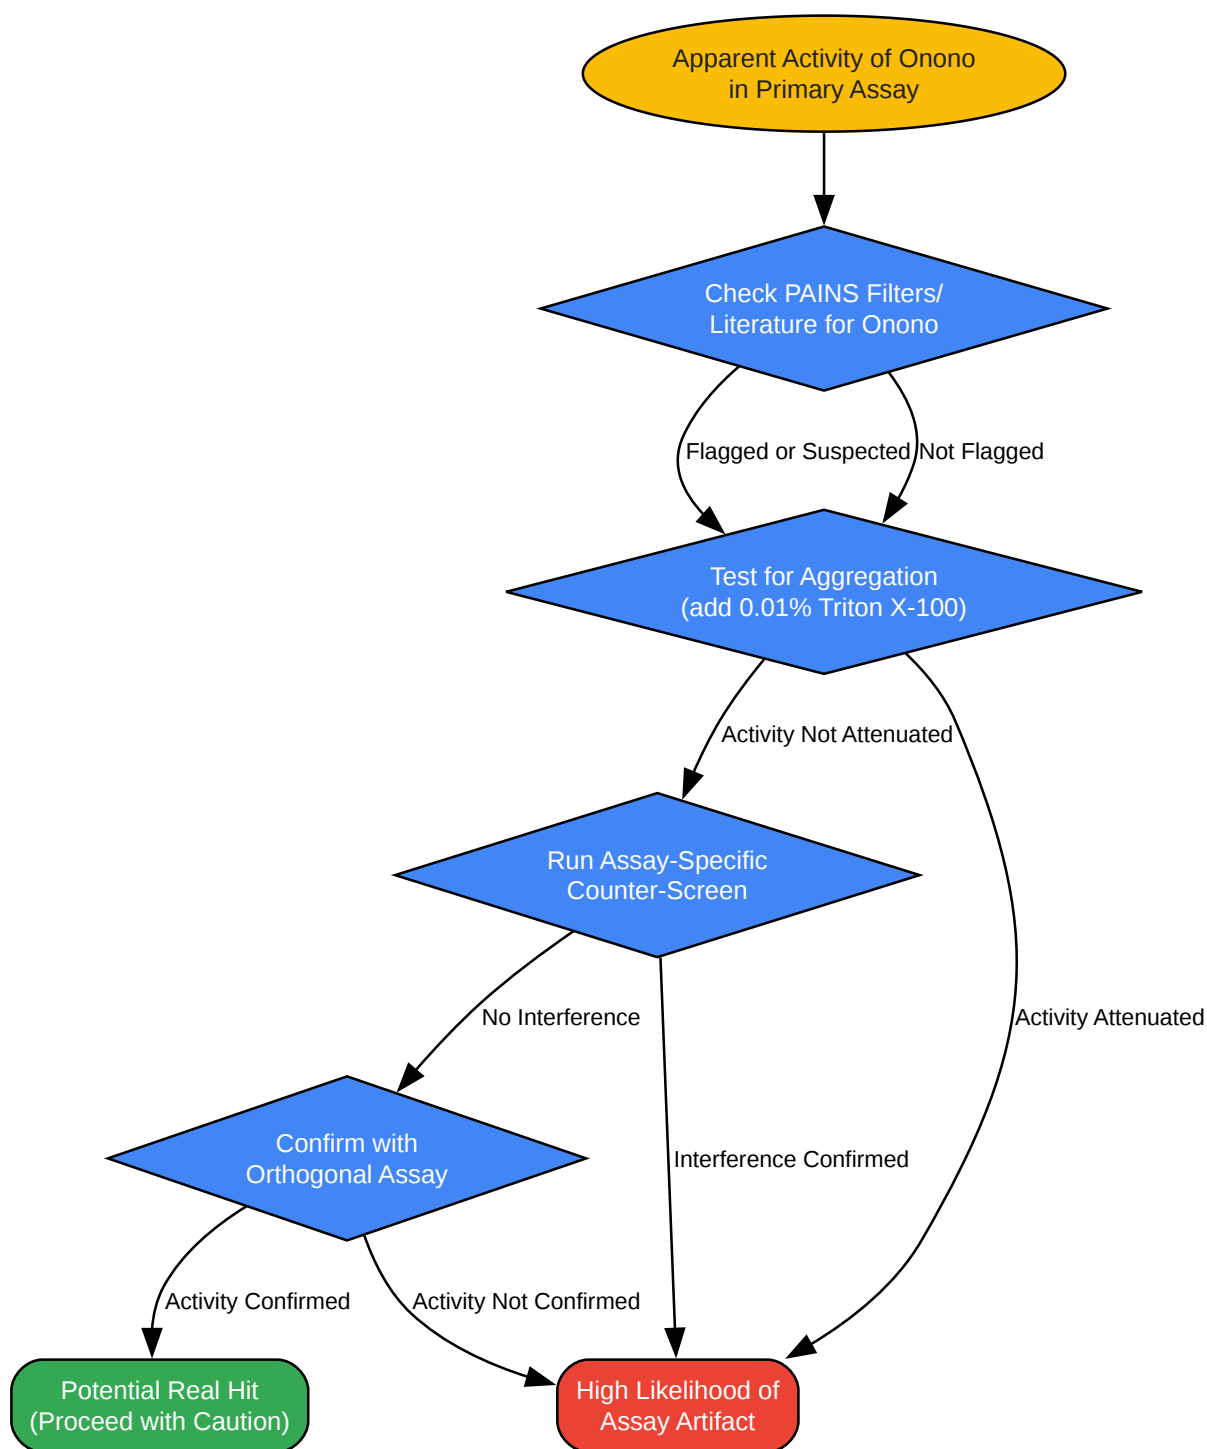 Apparent Activity of Onono
in Primary Assay
Check PAINS Filters/
Literature for Onono
Flagged or Suspected
Not Flagged
Test for Aggregation
(add 0.01% Triton X-100)
Activity Not Attenuated
Run Assay-Specific
Counter-Screen
No Interference
Activity Attenuated
Confirm with
Orthogonal Assay
Interference Confirmed
Activity Confirmed
Activity Not Confirmed
Potential Real Hit
(Proceed with Caution)
High Likelihood of
Assay Artifact